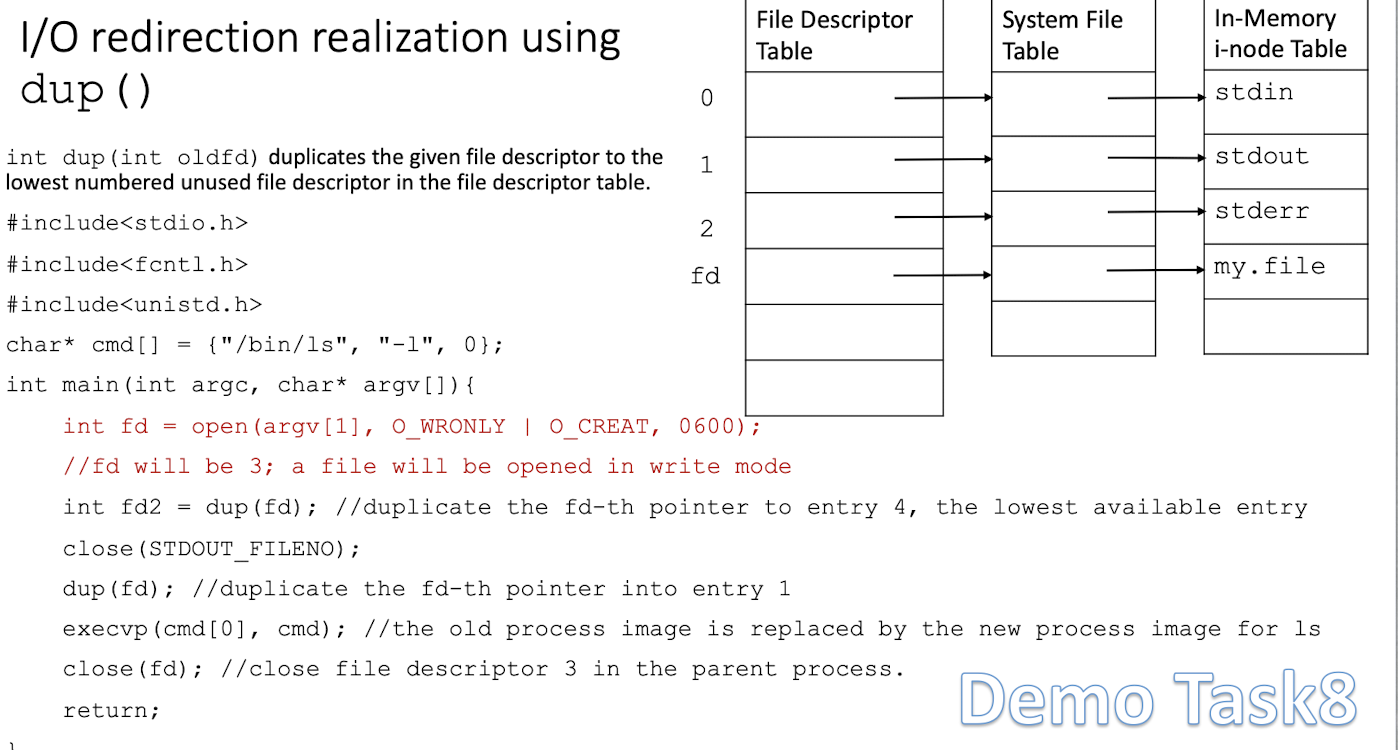 I/O redirection realization using
dup()
int dup(int oldfd) duplicates the given file descriptor to the
lowest numbered unused file descriptor in the file descriptor table.
#include<stdio.h>
#include<fcntl.h>
#include<unistd.h>
char* cmd[] = {"/bin/ls", "-l", 0};
int main(int argc, char* argv[]){
int fd = open(argv[1], O_WRONLY | O_CREAT, 0600);
//fd will be 3; a file will be opened in write mode
int fd2 = dup(fd); //duplicate the fd-th pointer to entry 4, the lowest available entry
close(STDOUT_FILENO);
dup(fd); //duplicate the fd-th pointer into entry 1
execvp(cmd[0], cmd); //the old process image is replaced by the new process image for ls
close(fd); //close file descriptor 3 in the parent process.
return;
}
File Descriptor
Table
System File
Table
In-Memory
i-node Table
0
stdin
1
stdout
2
stderr
fd
my.file
Demo Task8